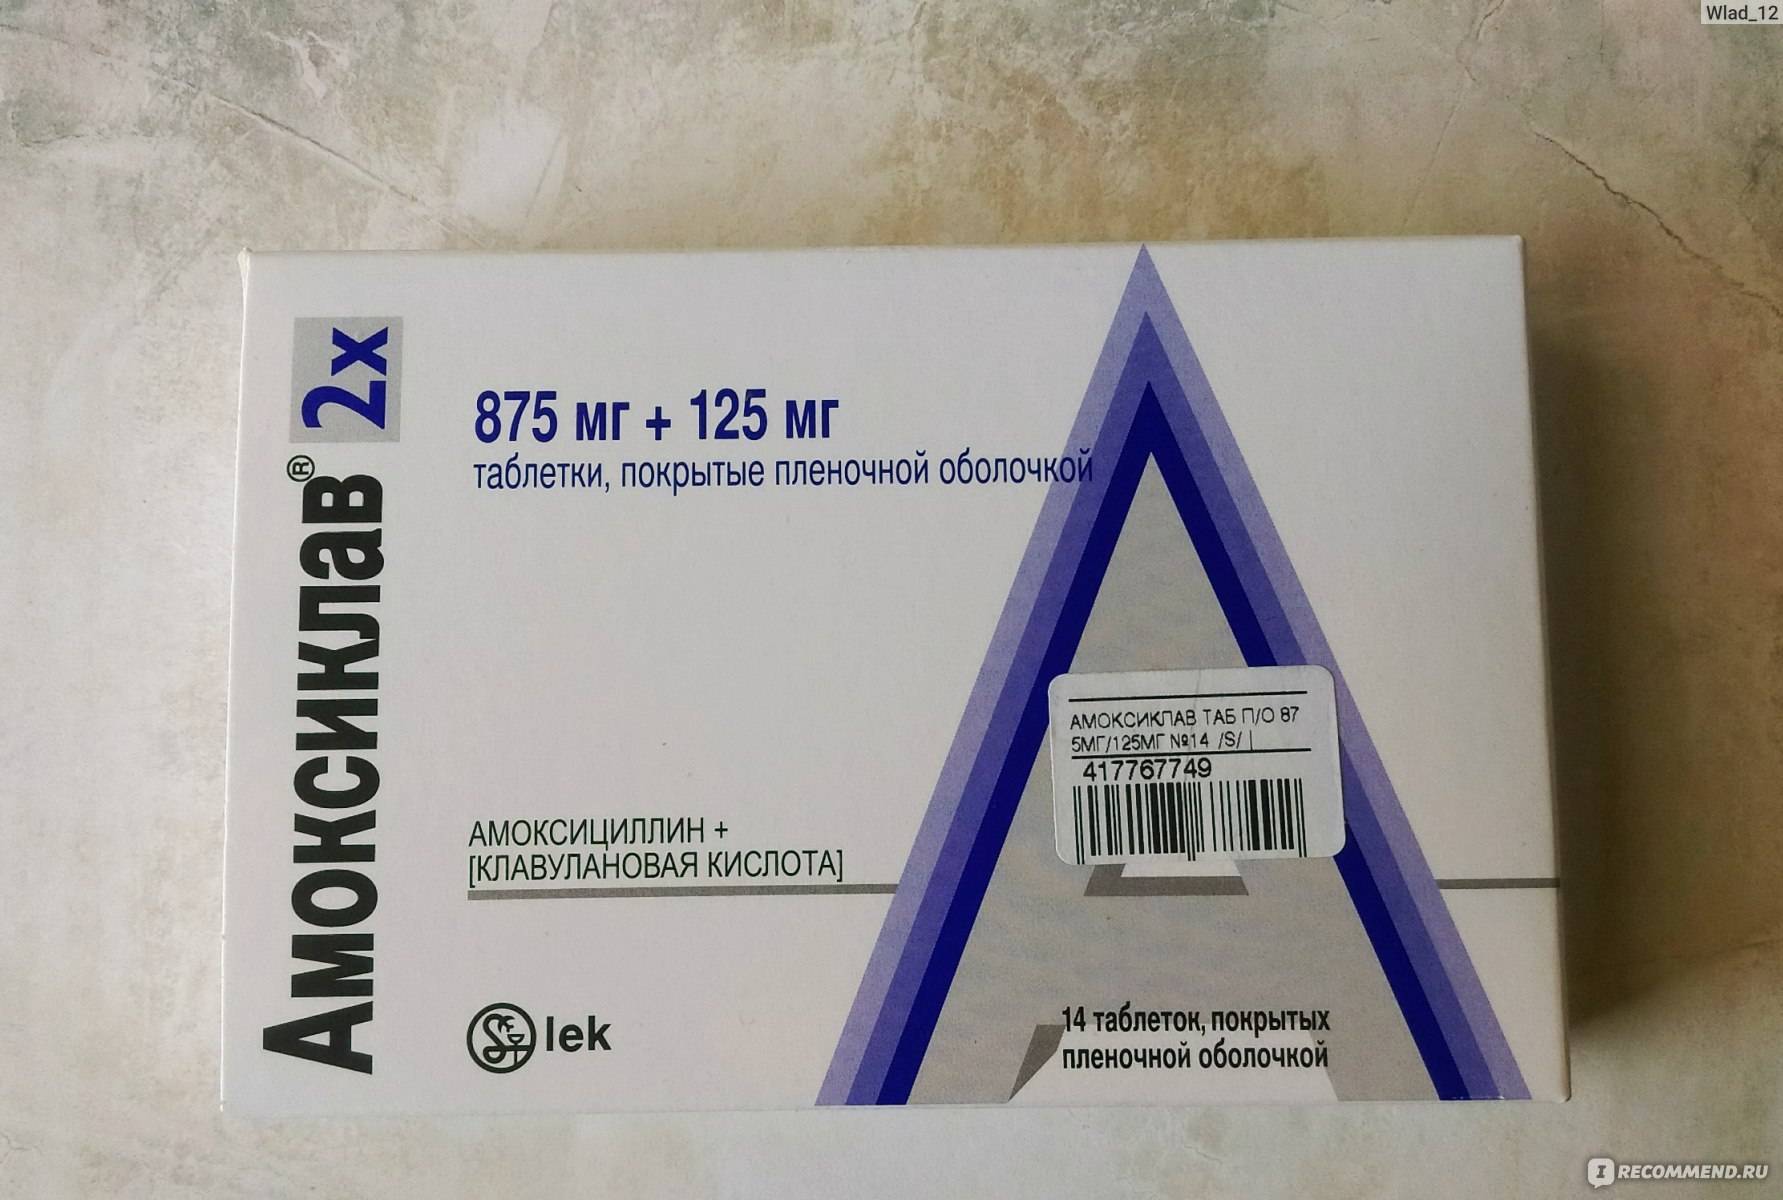 Wlad_12
Амоксиклав® 2x
875 мг + 125 мг
таблетки, покрытые пленочной оболочкой
АМОКСИКЛАВ ТАБ П/О 87
5МГ/125МГ №14 /S/ |
417767749
АМОКСИЦИЛЛИН +
[КЛАВУЛАНОВАЯ КИСЛОТА]
lek
14 таблеток, покрытых
пленочной оболочкой
IRECOMMEND.RU